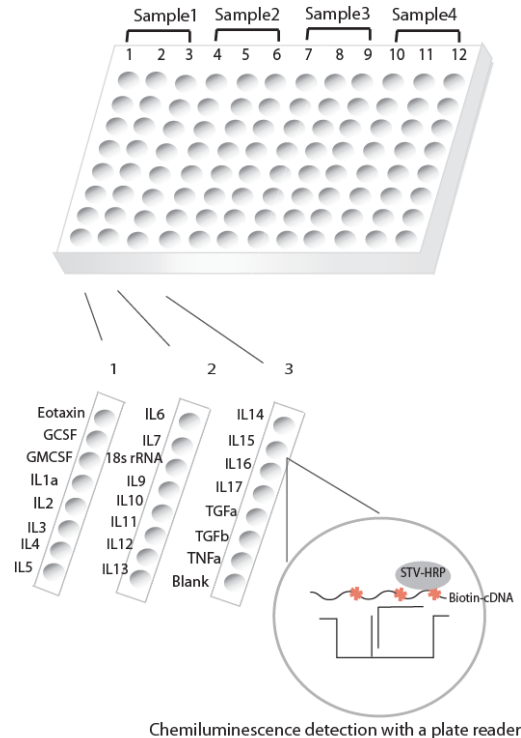 Sample1 Sample2 Sample3 Sample4
1 2 3 4 5 6 7 8 9 10 11 12
1 2 3
Eotaxin
GCSF
GMCSF
IL1a
IL2
IL3
IL4
IL5
IL6
IL7
18s rRNA
IL9
IL10
IL11
IL12
IL13
IL14
IL15
IL16
IL17
TGFa
TGFb
TNFa
Blank
STV-HRP
Biotin-cDNA
Chemiluminescence detection with a plate reader